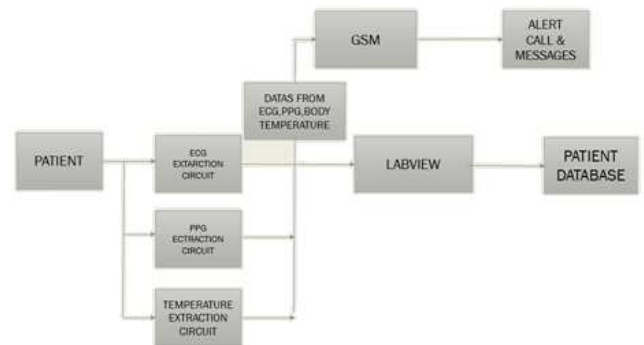 GSM
ALERT
CALL &
MESSAGES
DATAS FROM
ECG,PPG,BODY
TEMPERATURE
PATIENT
ECG
EXTARCTION
CIRCUIT
LABVIEW
PATIENT
DATABASE
PPG
ECTRACTION
CIRCUIT
TEMPERATURE
EXTRACTION
CIRCUIT